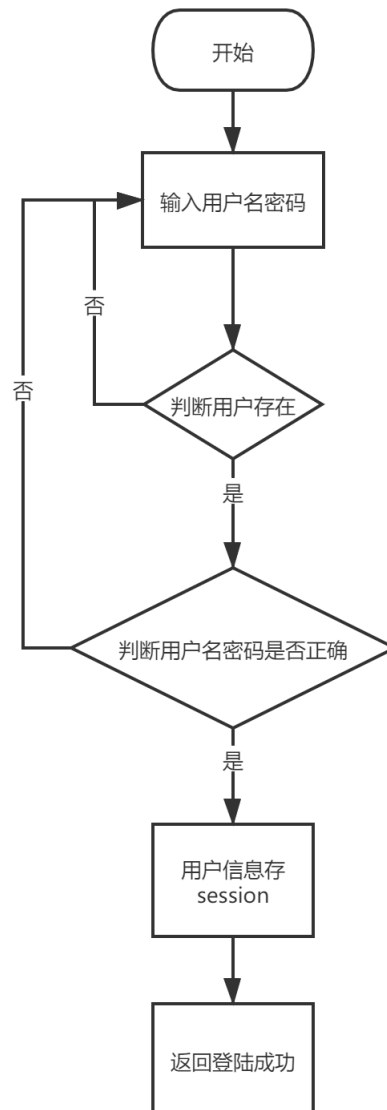 开始
输入用户名密码
否
否
判断用户存在
是
判断用户名密码是否正确
是
用户信息存
session
返回登陆成功